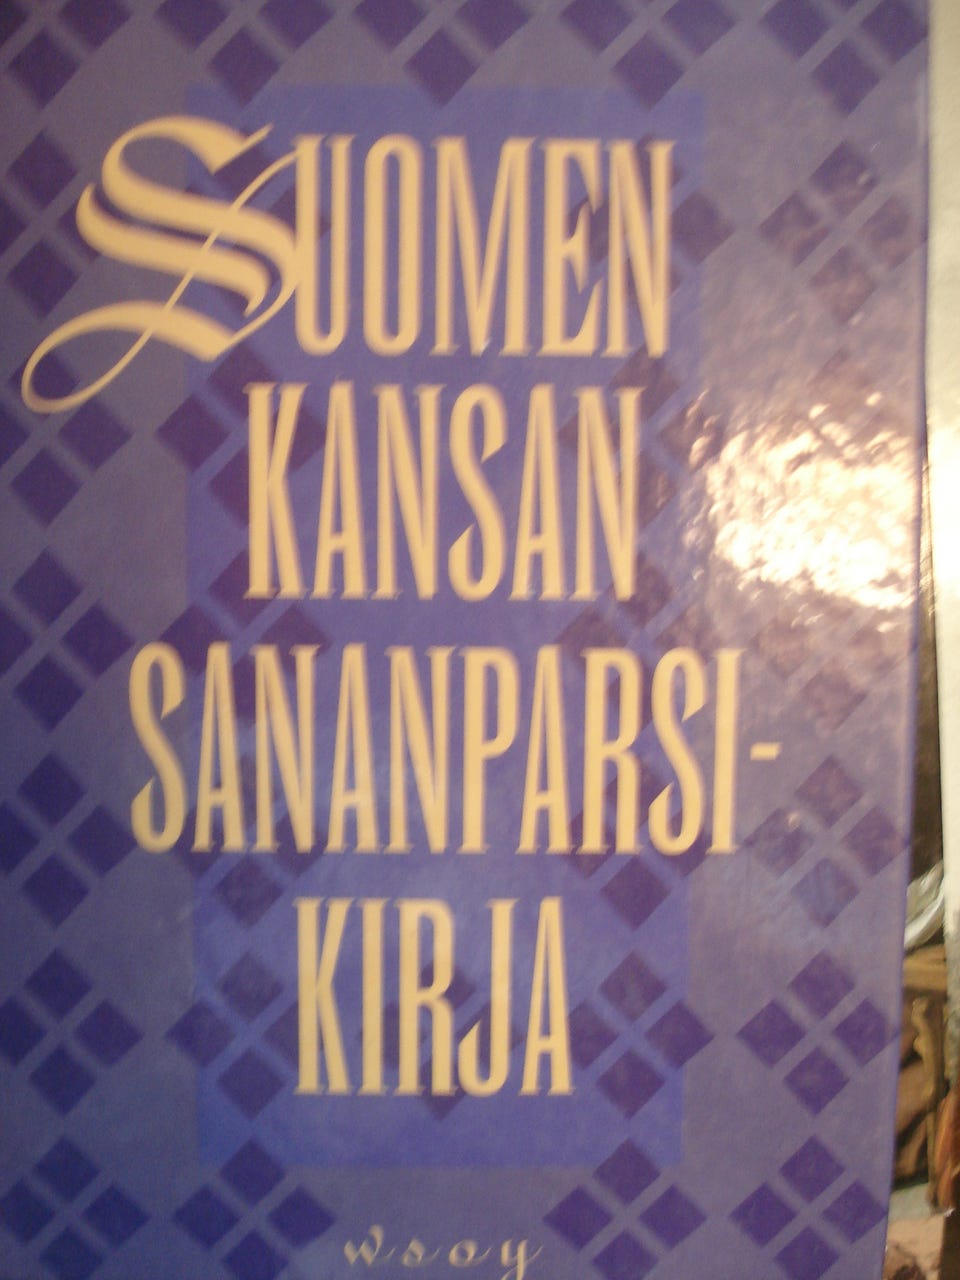 SUOMEN
KANSAN
SANANPARSI-
KIRJA
wsoy